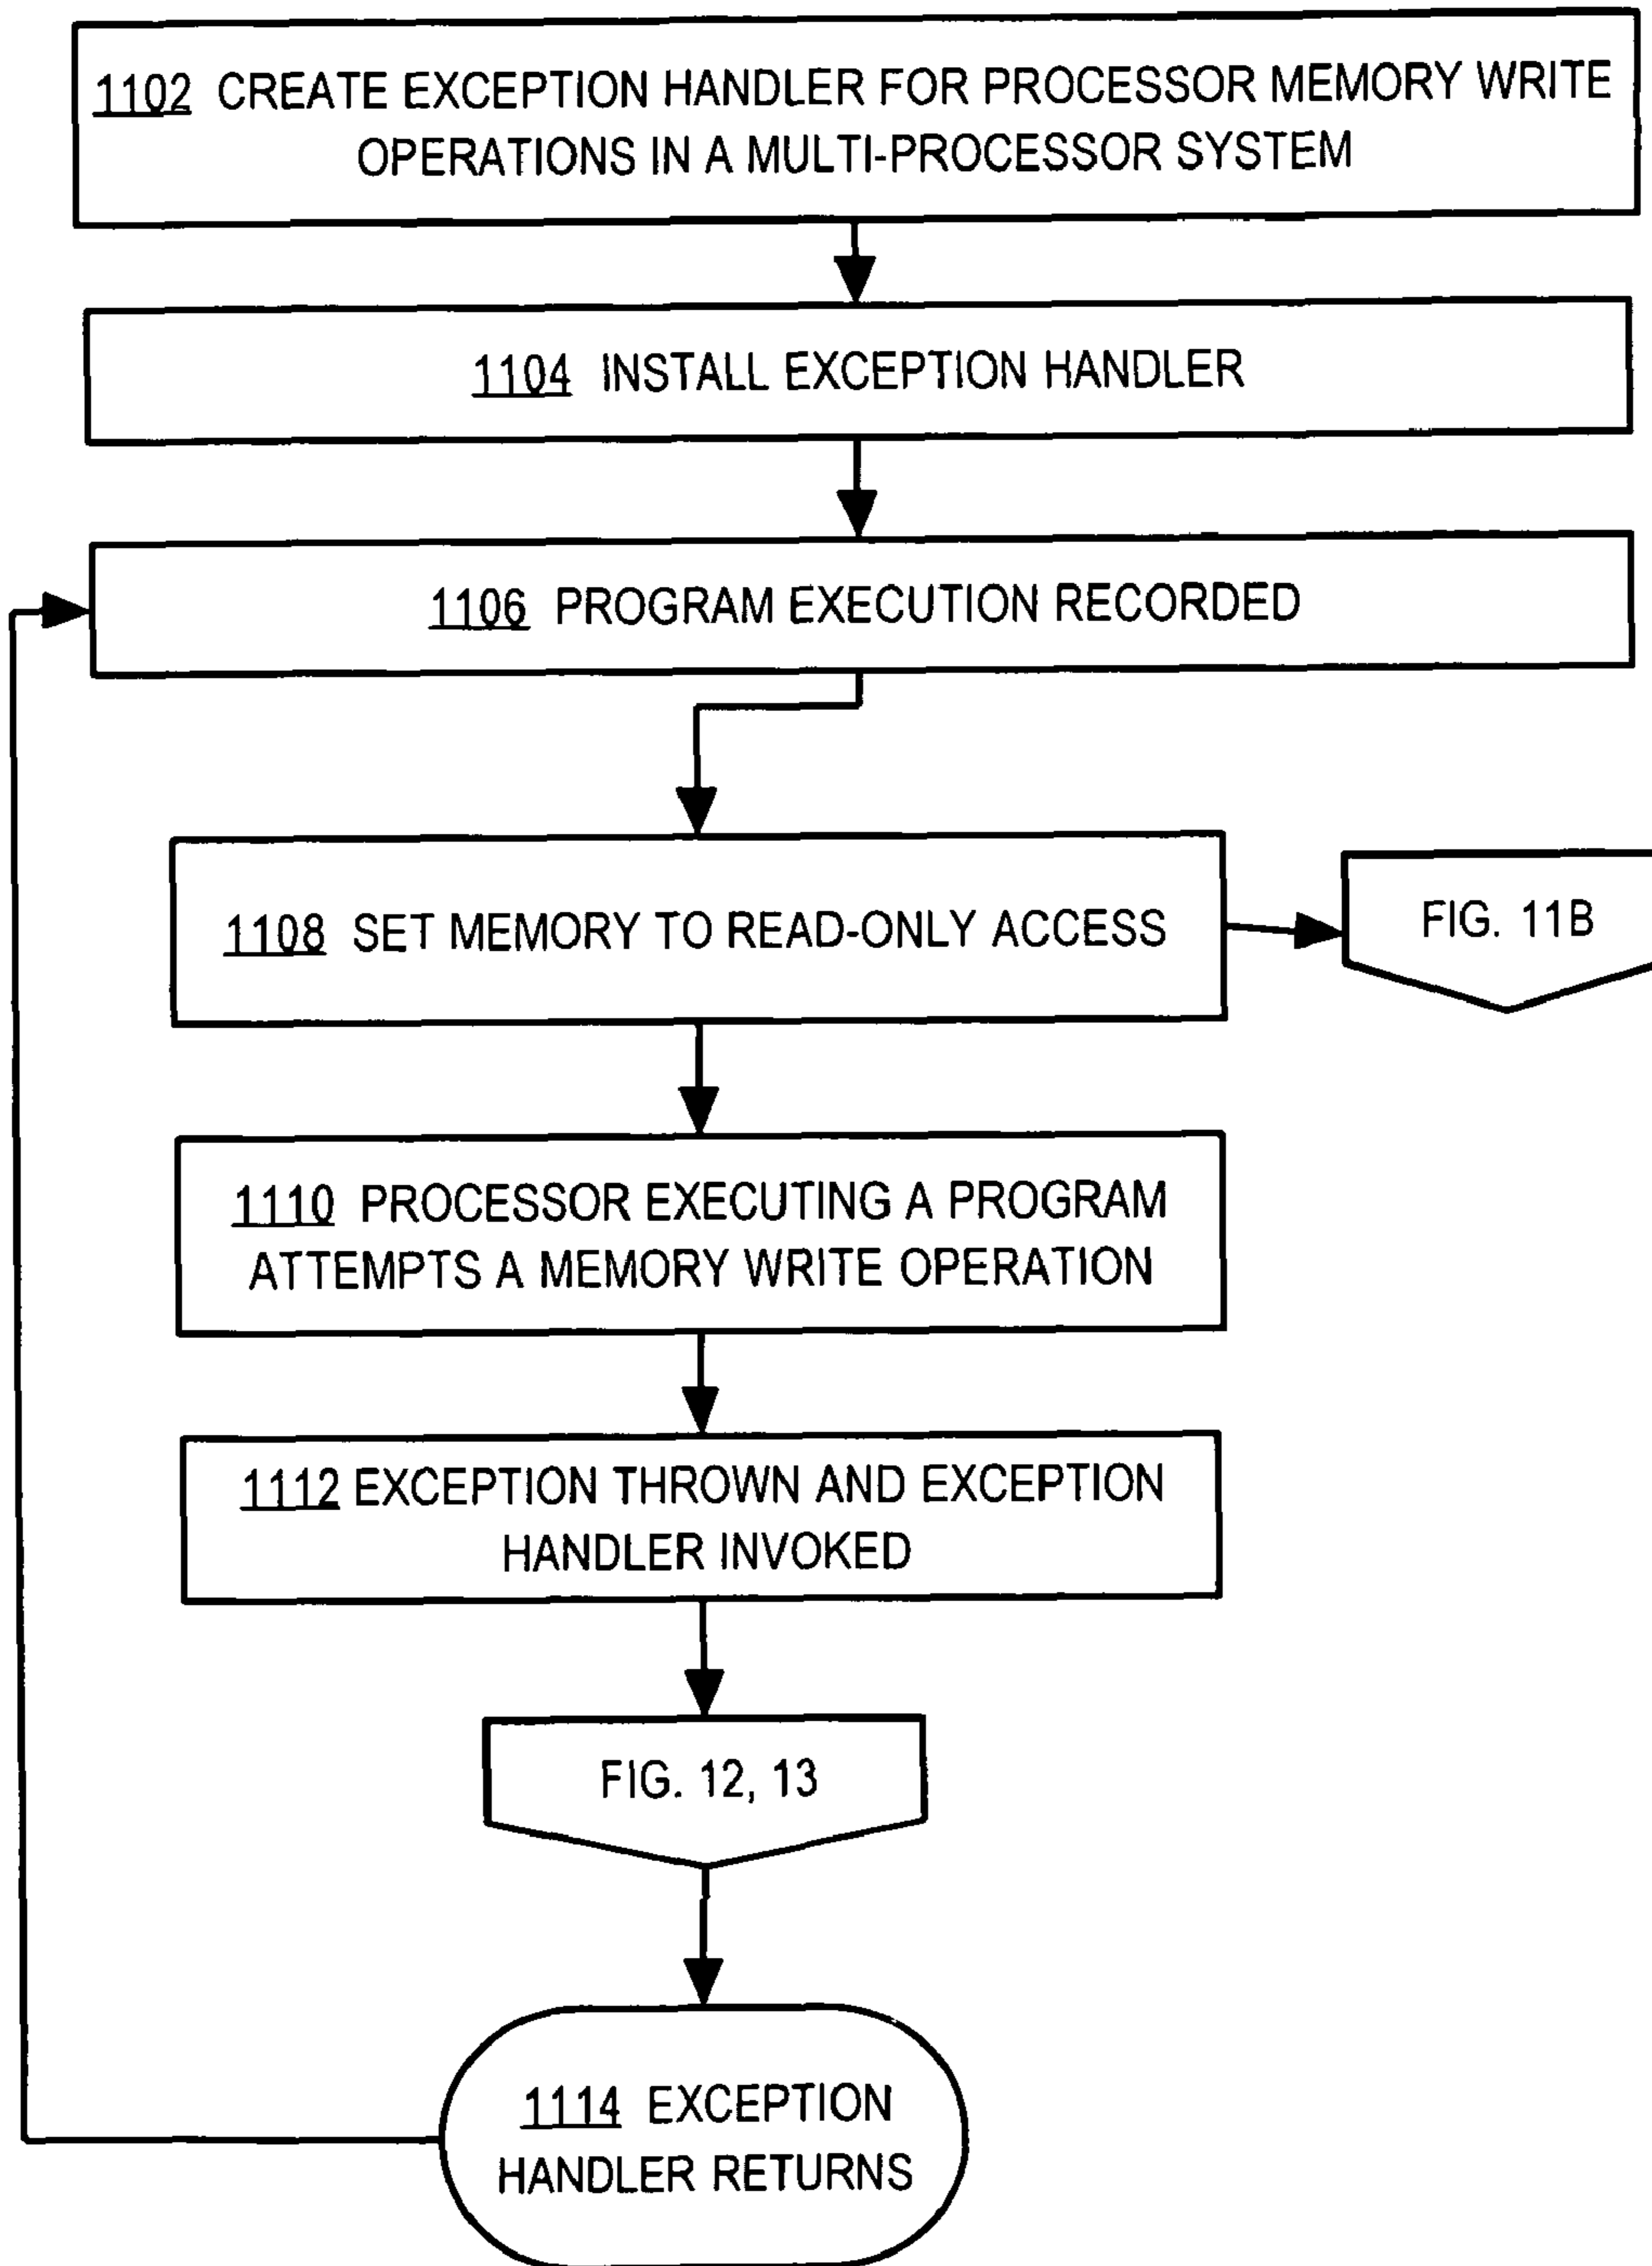 1102 CREATE EXCEPTION HANDLER FOR PROCESSOR MEMORY WRITE
OPERATIONS IN A MULTI-PROCESSOR SYSTEM
1104 INSTALL EXCEPTION HANDLER
1106 PROGRAM EXECUTION RECORDED
1108 SET MEMORY TO READ-ONLY ACCESS
FIG. 11B
1110 PROCESSOR EXECUTING A PROGRAM
ATTEMPTS A MEMORY WRITE OPERATION
1112 EXCEPTION THROWN AND EXCEPTION
HANDLER INVOKED
FIG. 12, 13
1114 EXCEPTION
HANDLER RETURNS